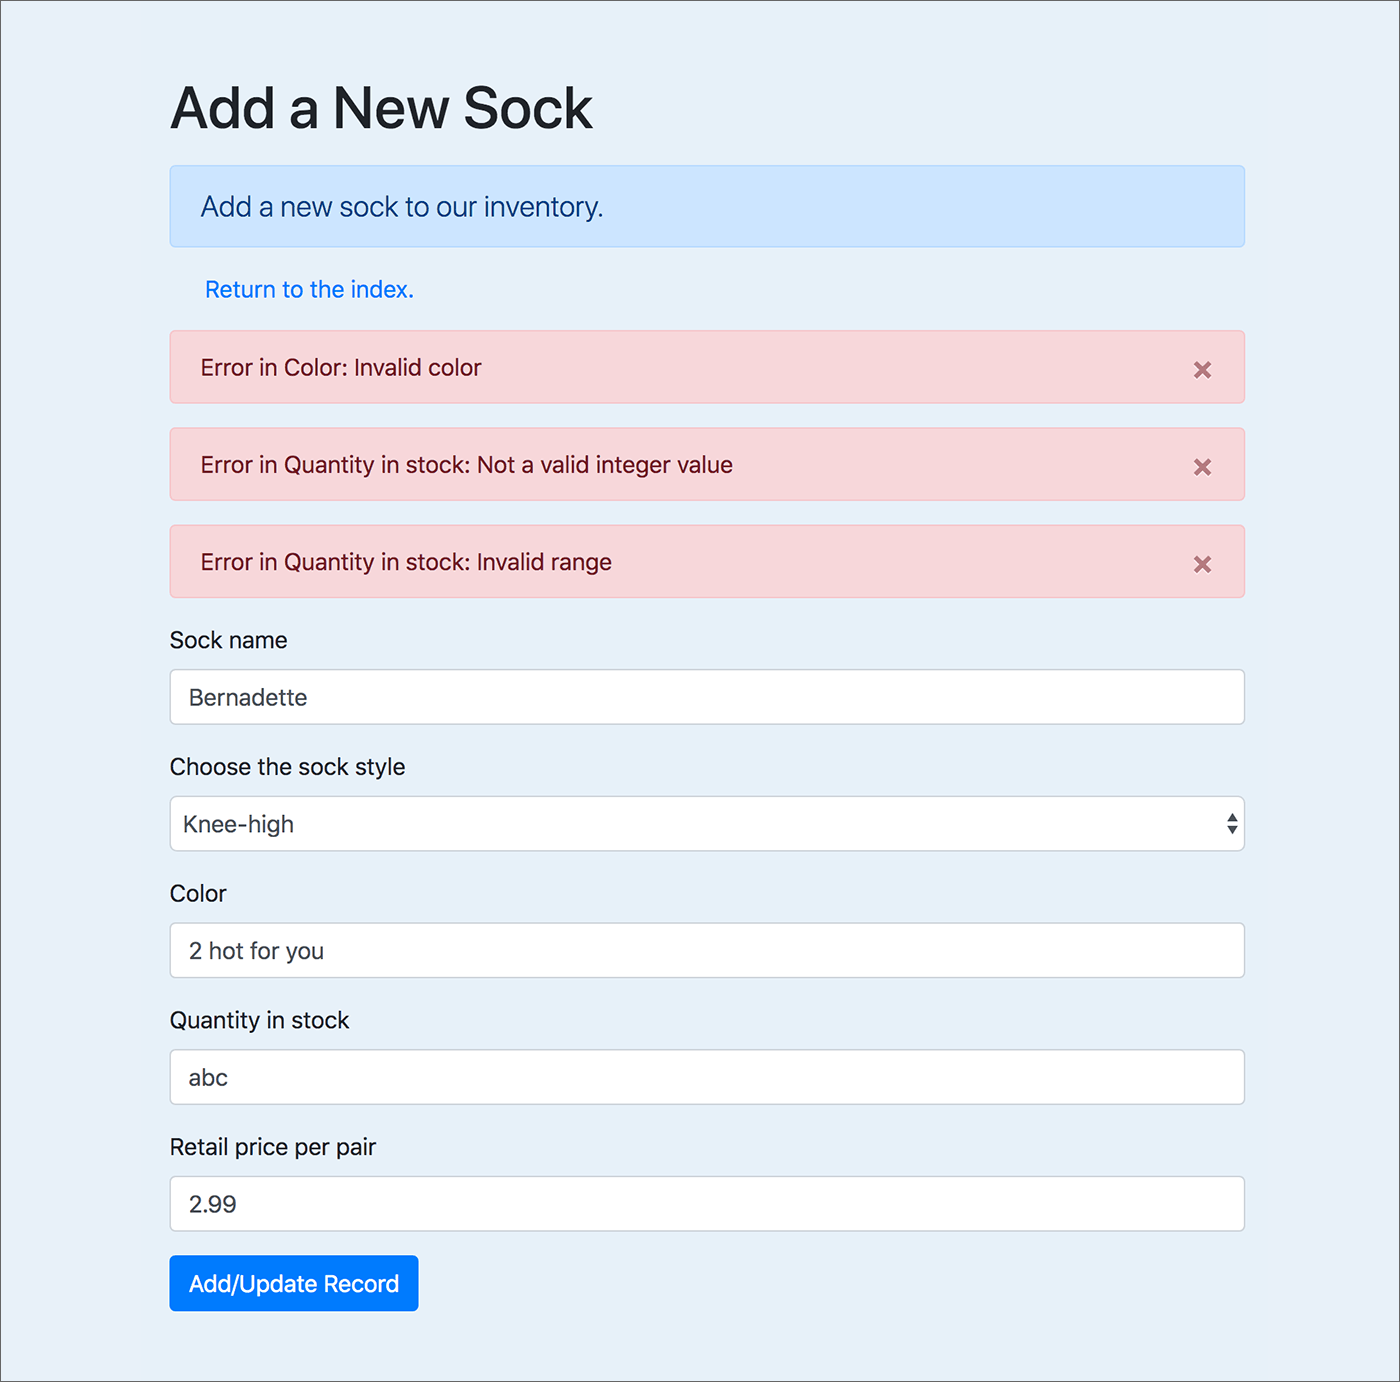 Add a New Sock
Add a new sock to our inventory.
Return to the index.
Error in Color: Invalid color ×
Error in Quantity in stock: Not a valid integer value ×
Error in Quantity in stock: Invalid range ×
Sock name
Bernadette
Choose the sock style
Knee-high
Color
2 hot for you
Quantity in stock
abc
Retail price per pair
2.99
Add/Update Record